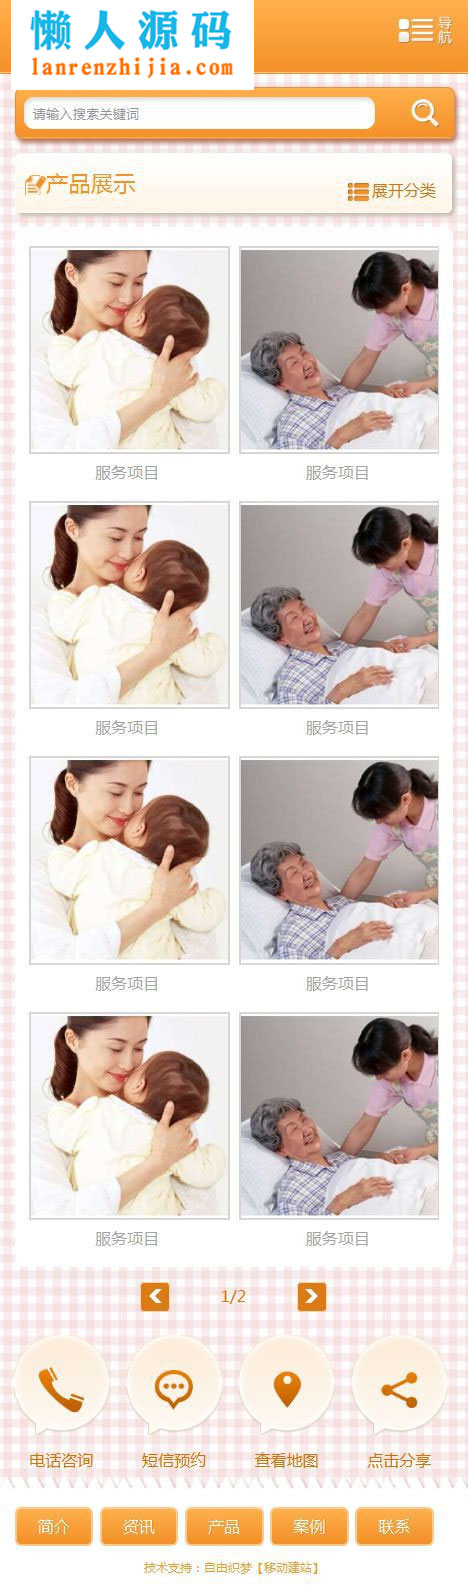 懒人源码
lanrenzhijia.com
导航
请输入搜索关键词
产品展示
展开分类
服务项目 服务项目
服务项目 服务项目
服务项目 服务项目
服务项目 服务项目
1/2
电话咨询 短信预约 查看地图 点击分享
简介 资讯 产品 案例 联系
技术支持：自由织梦【移动建站】